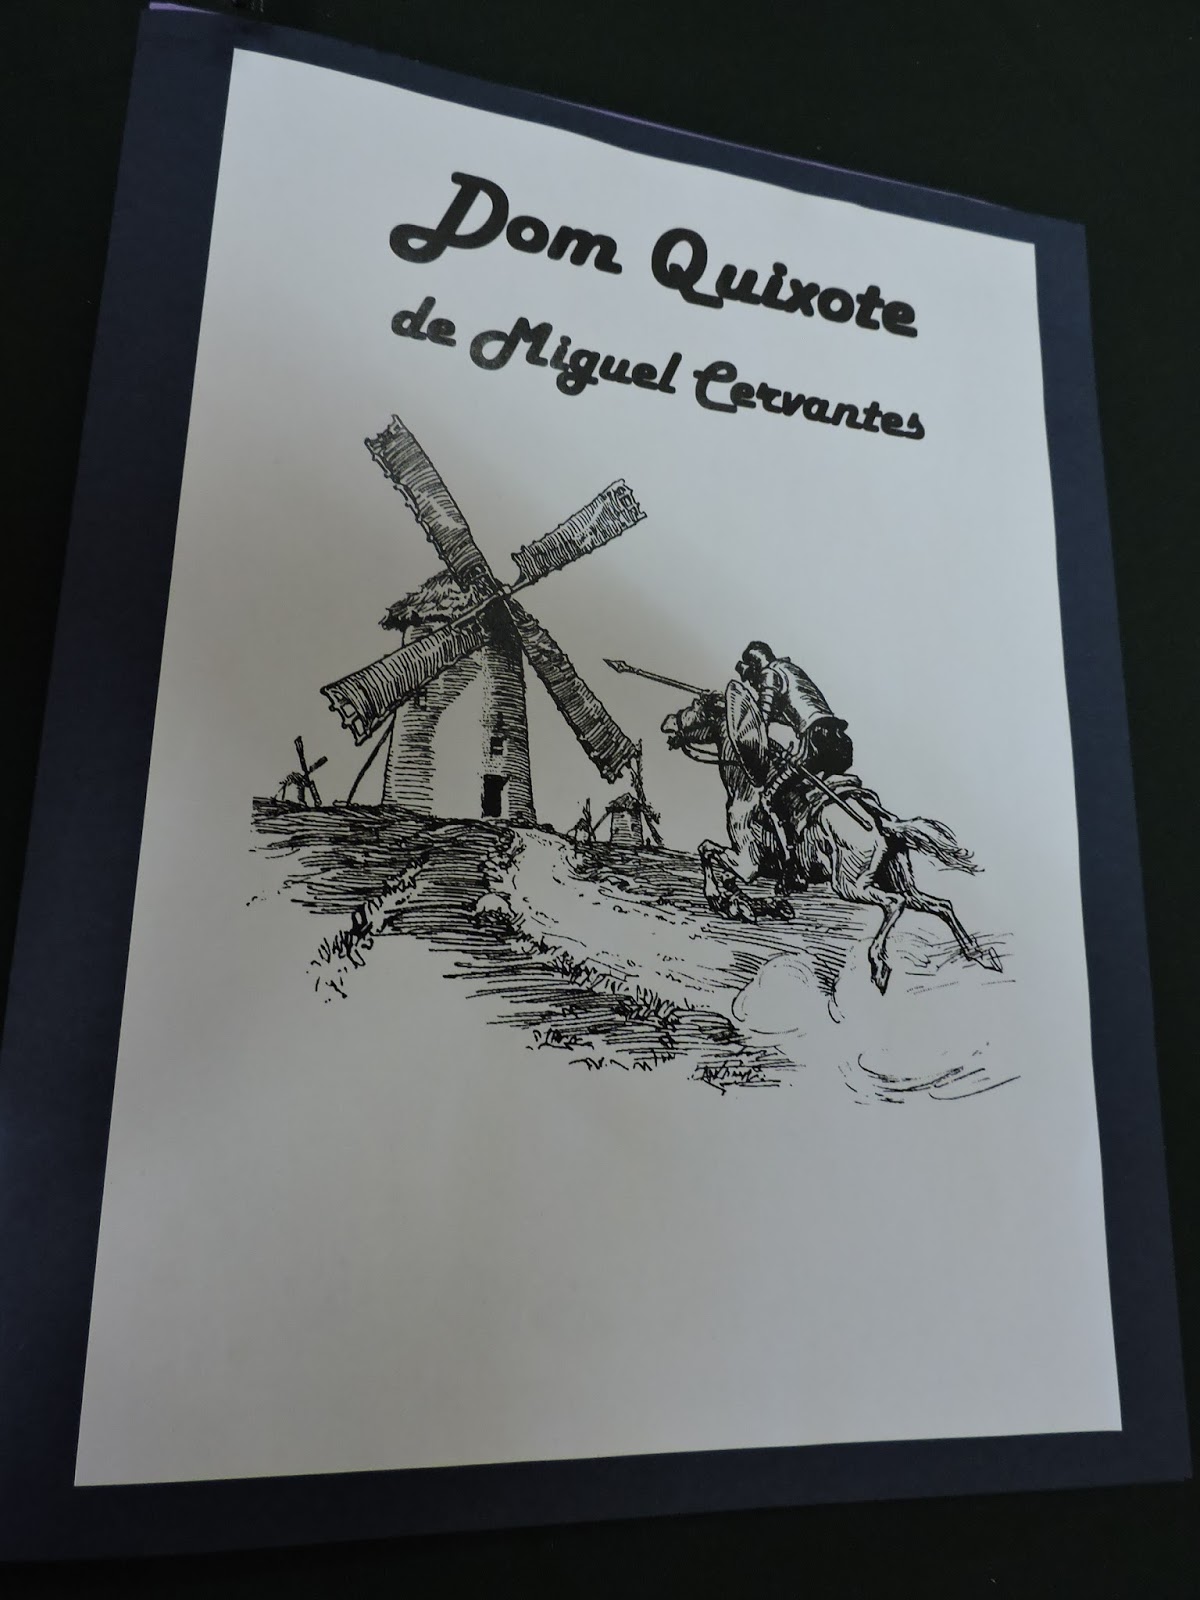 Dom Quixote
de Miguel Cervantes